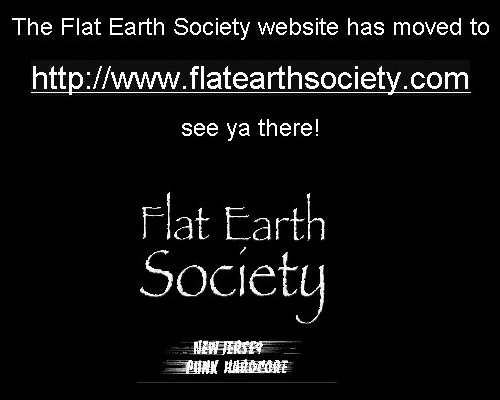 The Flat Earth Society website has moved to
http://www.flatearthsociety.com
see ya there!
Flat Earth
Society
NEW JERSEY
PUNK HARDCORE